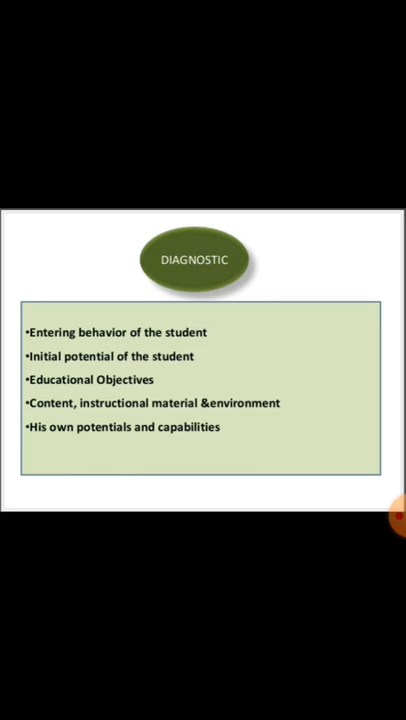 DIAGNOSTIC
•Entering behavior of the student
•Initial potential of the student
•Educational Objectives
•Content, instructional material &environment
•His own potentials and capabilities